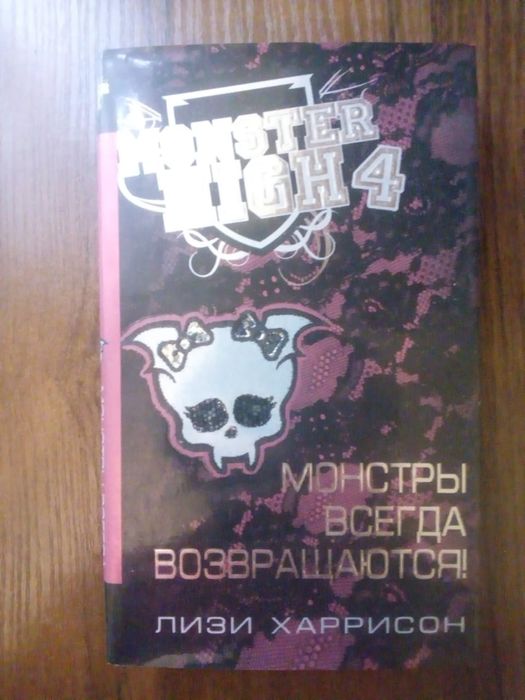 MONSTER
HIGH 4
МОНСТРЫ
ВСЕГДА
ВОЗВРАЩАЮТСЯ!
ЛИЗИ ХАРРИСОН